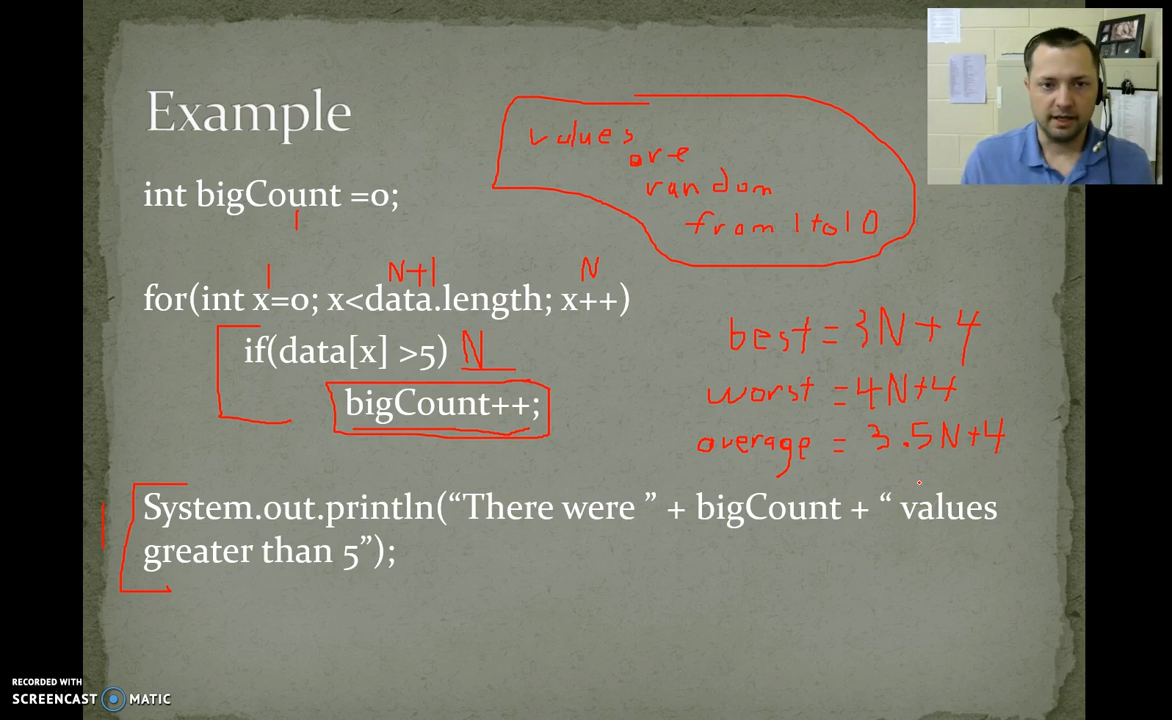 Example
values
are
random
from 1 to 10
int bigCount =0;
1
1 N+1 N
for(int x=0; x<data.length; x++)
if(data[x] >5) N
bigCount++;
best = 3N+4
worst = 4N+4
average = 3.5N+4
1
System.out.println(“There were ” + bigCount + “ values
greater than 5”);
RECORDED WITH
SCREENCAST MATIC